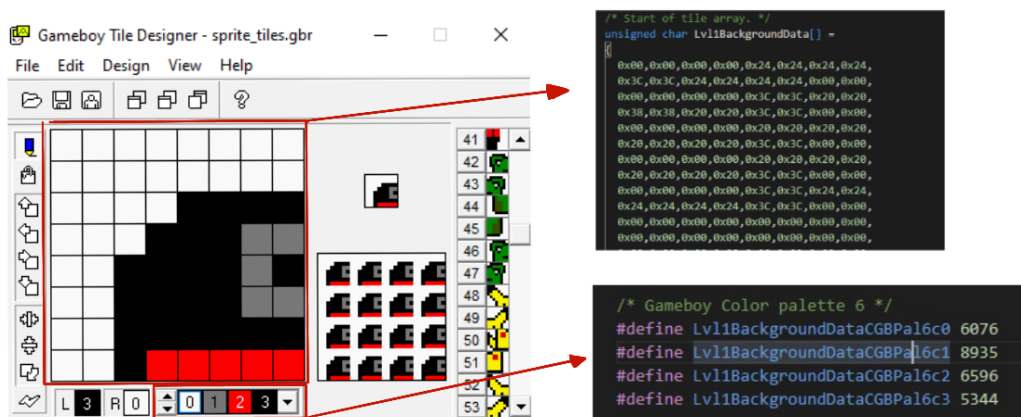 Gameboy Tile Designer - sprite_tiles.gbr
File Edit Design View Help
41
42
43
44
45
46
47
48
49
50
51
52
53
L 3 R 0 0 1 2 3
/* Start of tile array. */
unsigned char Lvl1BackgroundData[] =
{
0x00,0x00,0x00,0x00,0x24,0x24,0x24,0x24,
0x3C,0x3C,0x24,0x24,0x24,0x24,0x00,0x00,
0x00,0x00,0x00,0x00,0x3C,0x3C,0x20,0x20,
0x38,0x38,0x20,0x20,0x3C,0x3C,0x00,0x00,
0x00,0x00,0x00,0x00,0x20,0x20,0x20,0x20,
0x20,0x20,0x20,0x20,0x3C,0x3C,0x00,0x00,
0x00,0x00,0x00,0x00,0x20,0x20,0x20,0x20,
0x20,0x20,0x20,0x20,0x3C,0x3C,0x00,0x00,
0x00,0x00,0x00,0x00,0x3C,0x3C,0x24,0x24,
0x24,0x24,0x24,0x24,0x3C,0x3C,0x00,0x00,
0x00,0x00,0x00,0x00,0x00,0x00,0x00,0x00,
0x00,0x00,0x00,0x00,0x00,0x00,0x00,0x00,
/* Gameboy Color palette 6 */
#define Lvl1BackgroundDataCGBPal6c0 6076
#define Lvl1BackgroundDataCGBPal6c1 8935
#define Lvl1BackgroundDataCGBPal6c2 6596
#define Lvl1BackgroundDataCGBPal6c3 5344